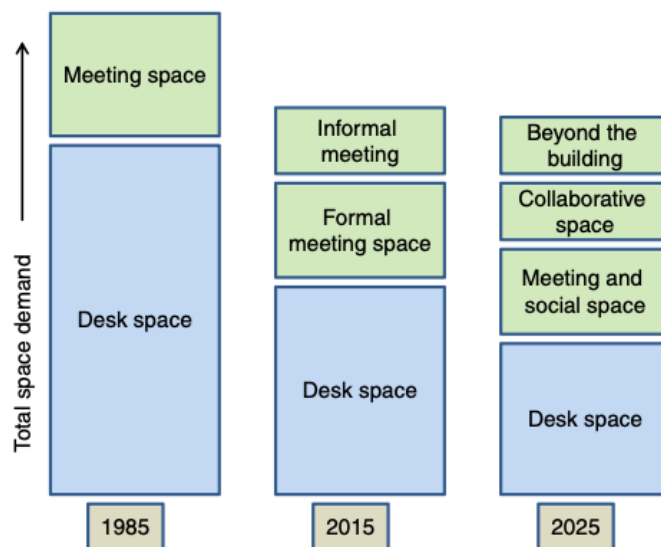 Total space demand
Meeting space
Desk space
1985
Informal
meeting
Formal
meeting space
Desk space
2015
Beyond the
building
Collaborative
space
Meeting and
social space
Desk space
2025